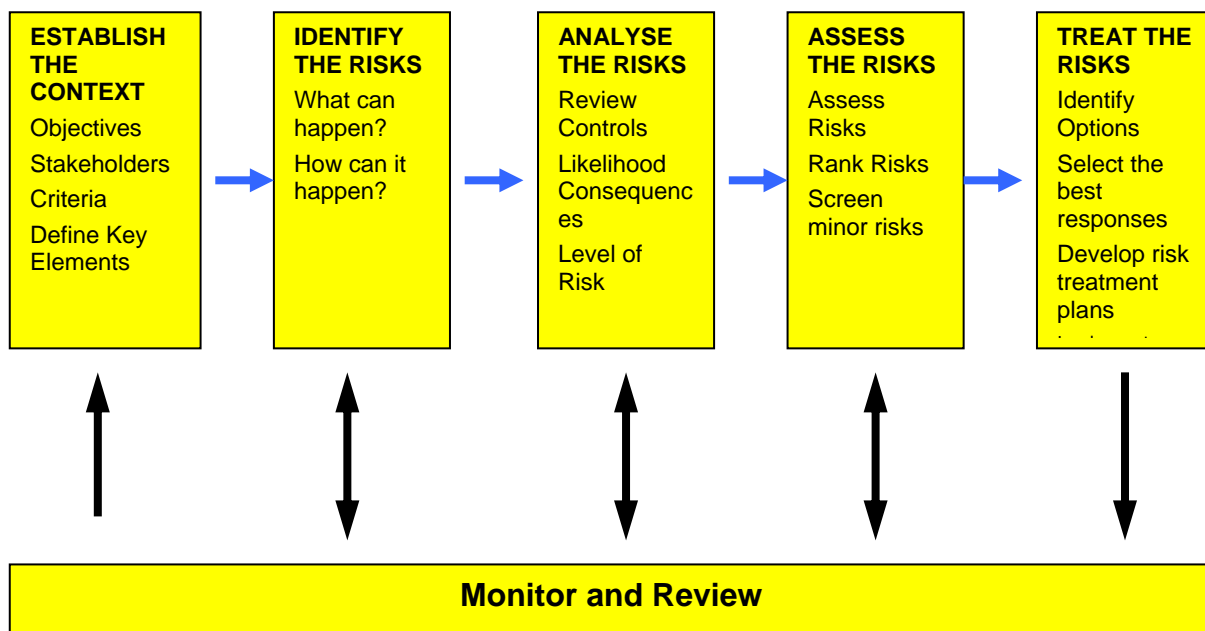 ESTABLISH
THE
CONTEXT
Objectives
Stakeholders
Criteria
Define Key
Elements
IDENTIFY
THE RISKS
What can
happen?
How can it
happen?
ANALYSE
THE RISKS
Review
Controls
Likelihood
Consequenc
es
Level of
Risk
ASSESS
THE RISKS
Assess
Risks
Rank Risks
Screen
minor risks
TREAT THE
RISKS
Identify
Options
Select the
best
responses
Develop risk
treatment
plans
Monitor and Review